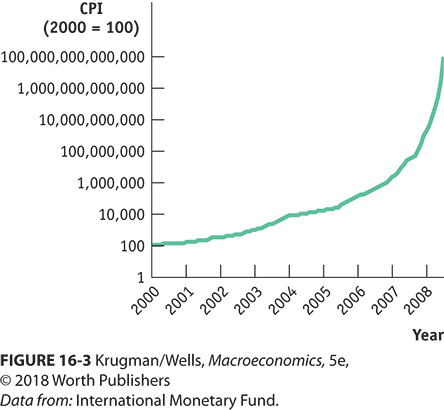 CPI
(2000 = 100)
100,000,000,000,000
1,000,000,000,000
10,000,000,000
100,000,000
1,000,000
10,000
100
1
2000
2001
2002
2003
2004
2005
2006
2007
2008
Year
FIGURE 16-3 Krugman/Wells, Macroeconomics, 5e,
© 2018 Worth Publishers
Data from: International Monetary Fund.